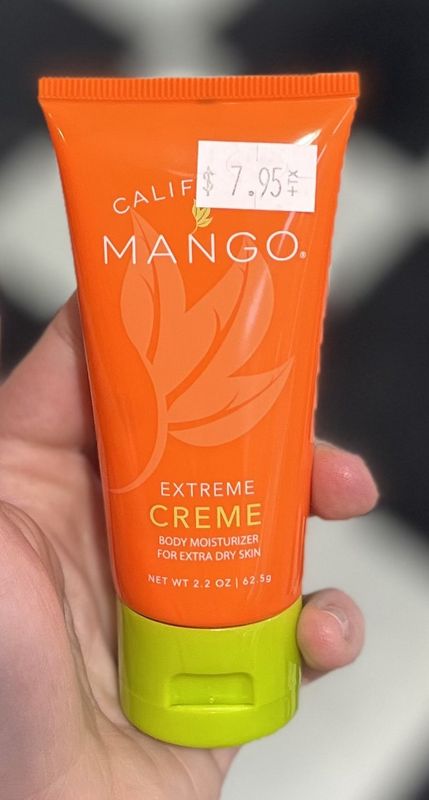 7.95 +TX
CALIF
MANGO®
EXTREME
CREME
BODY MOISTURIZER
FOR EXTRA DRY SKIN
NET WT 2.2 OZ | 62.5g